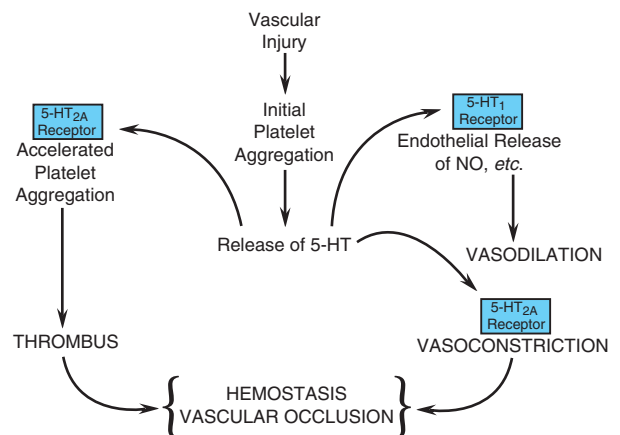 Vascular
Injury
Initial
Platelet
Aggregation
Release of 5-HT
5-HT2A
Receptor
Accelerated
Platelet
Aggregation
THROMBUS
5-HT1
Receptor
Endothelial Release
of NO, etc.
VASODILATION
5-HT2A
Receptor
VASOCONSTRICTION
HEMOSTASIS
VASCULAR OCCLUSION